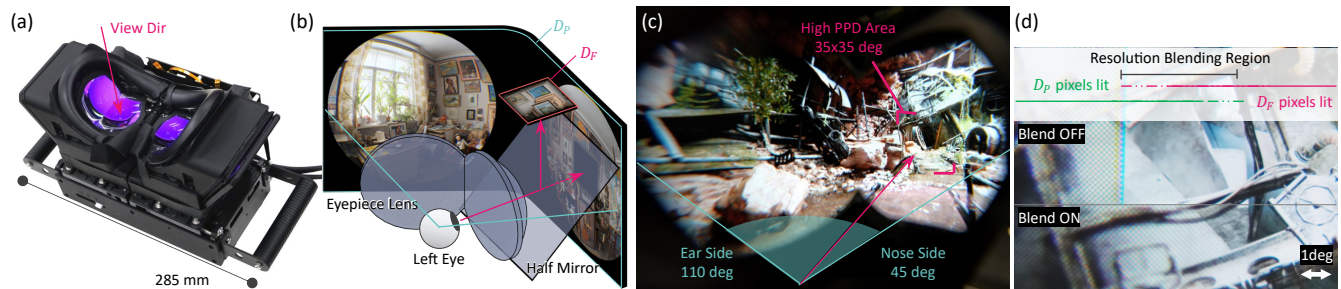 (a)
View Dir
285 mm
(b)
D_P
D_F
Eyepiece Lens
Left Eye
Half Mirror
(c)
High PPD Area
35x35 deg
Ear Side
110 deg
Nose Side
45 deg
(d)
Resolution Blending Region
D_P pixels lit
D_F pixels lit
Blend OFF
Blend ON
1deg